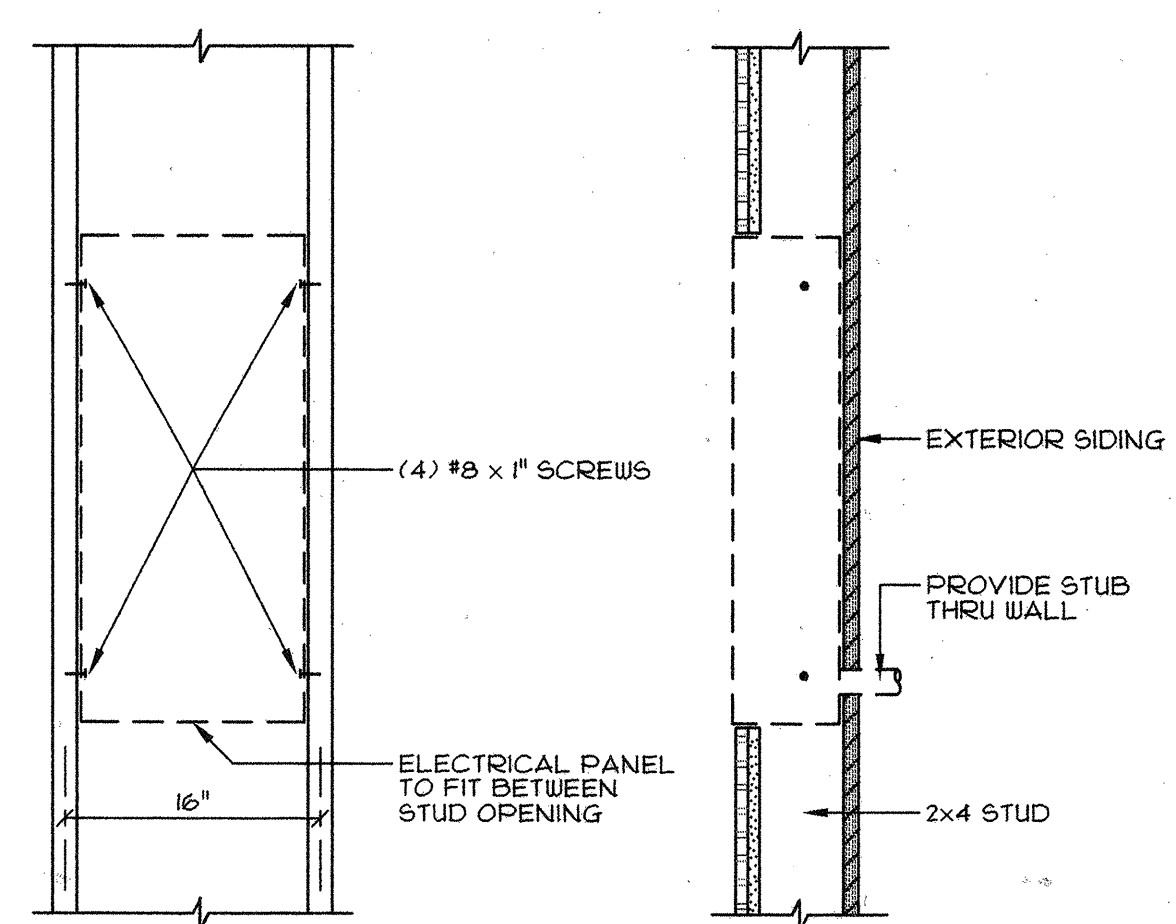 (4) #8 x 1" SCREWS
ELECTRICAL PANEL
TO FIT BETWEEN
STUD OPENING
16"
EXTERIOR SIDING
PROVIDE STUB
THRU WALL
2x4 STUD